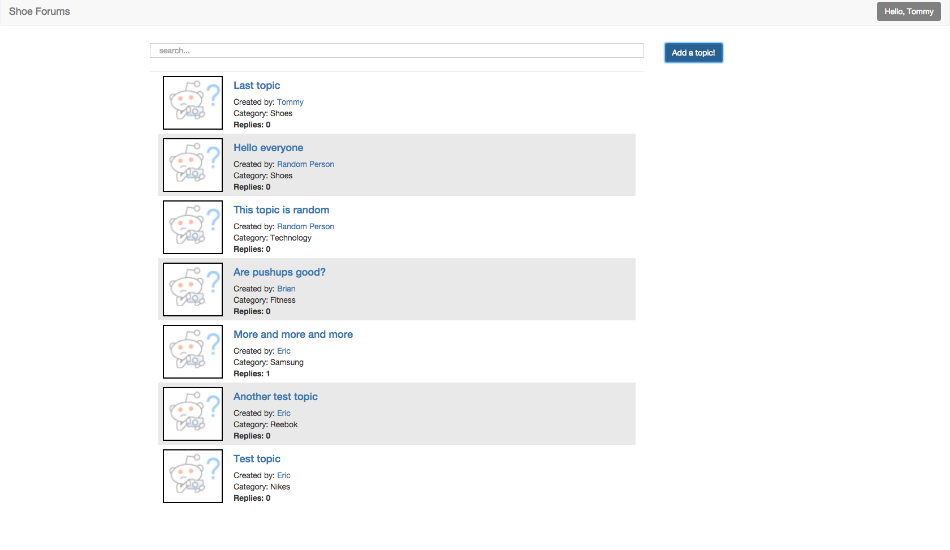 Shoe Forums
Hello, Tommy
search...
Add a topic!
Last topic
Created by: Tommy
Category: Shoes
Replies: 0
Hello everyone
Created by: Random Person
Category: Shoes
Replies: 0
This topic is random
Created by: Random Person
Category: Technology
Replies: 0
Are pushups good?
Created by: Brian
Category: Fitness
Replies: 0
More and more and more
Created by: Eric
Category: Samsung
Replies: 1
Another test topic
Created by: Eric
Category: Reebok
Replies: 0
Test topic
Created by: Eric
Category: Nikes
Replies: 0